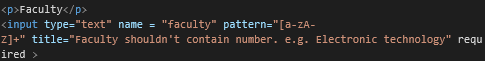 <p>Faculty</p>
<input type="text" name = "faculty" pattern="[a-zA-
Z]+" title="Faculty shouldn't contain number. e.g. Electronic technology" requ
ired >